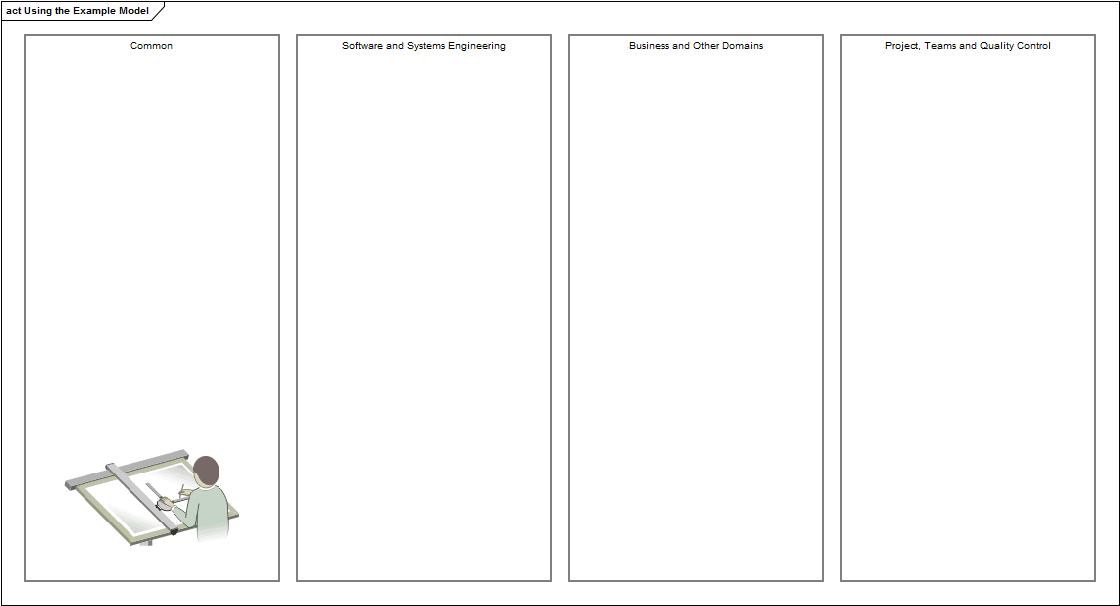 act Using the Example Model
Common
Software and Systems Engineering
Business and Other Domains
Project, Teams and Quality Control